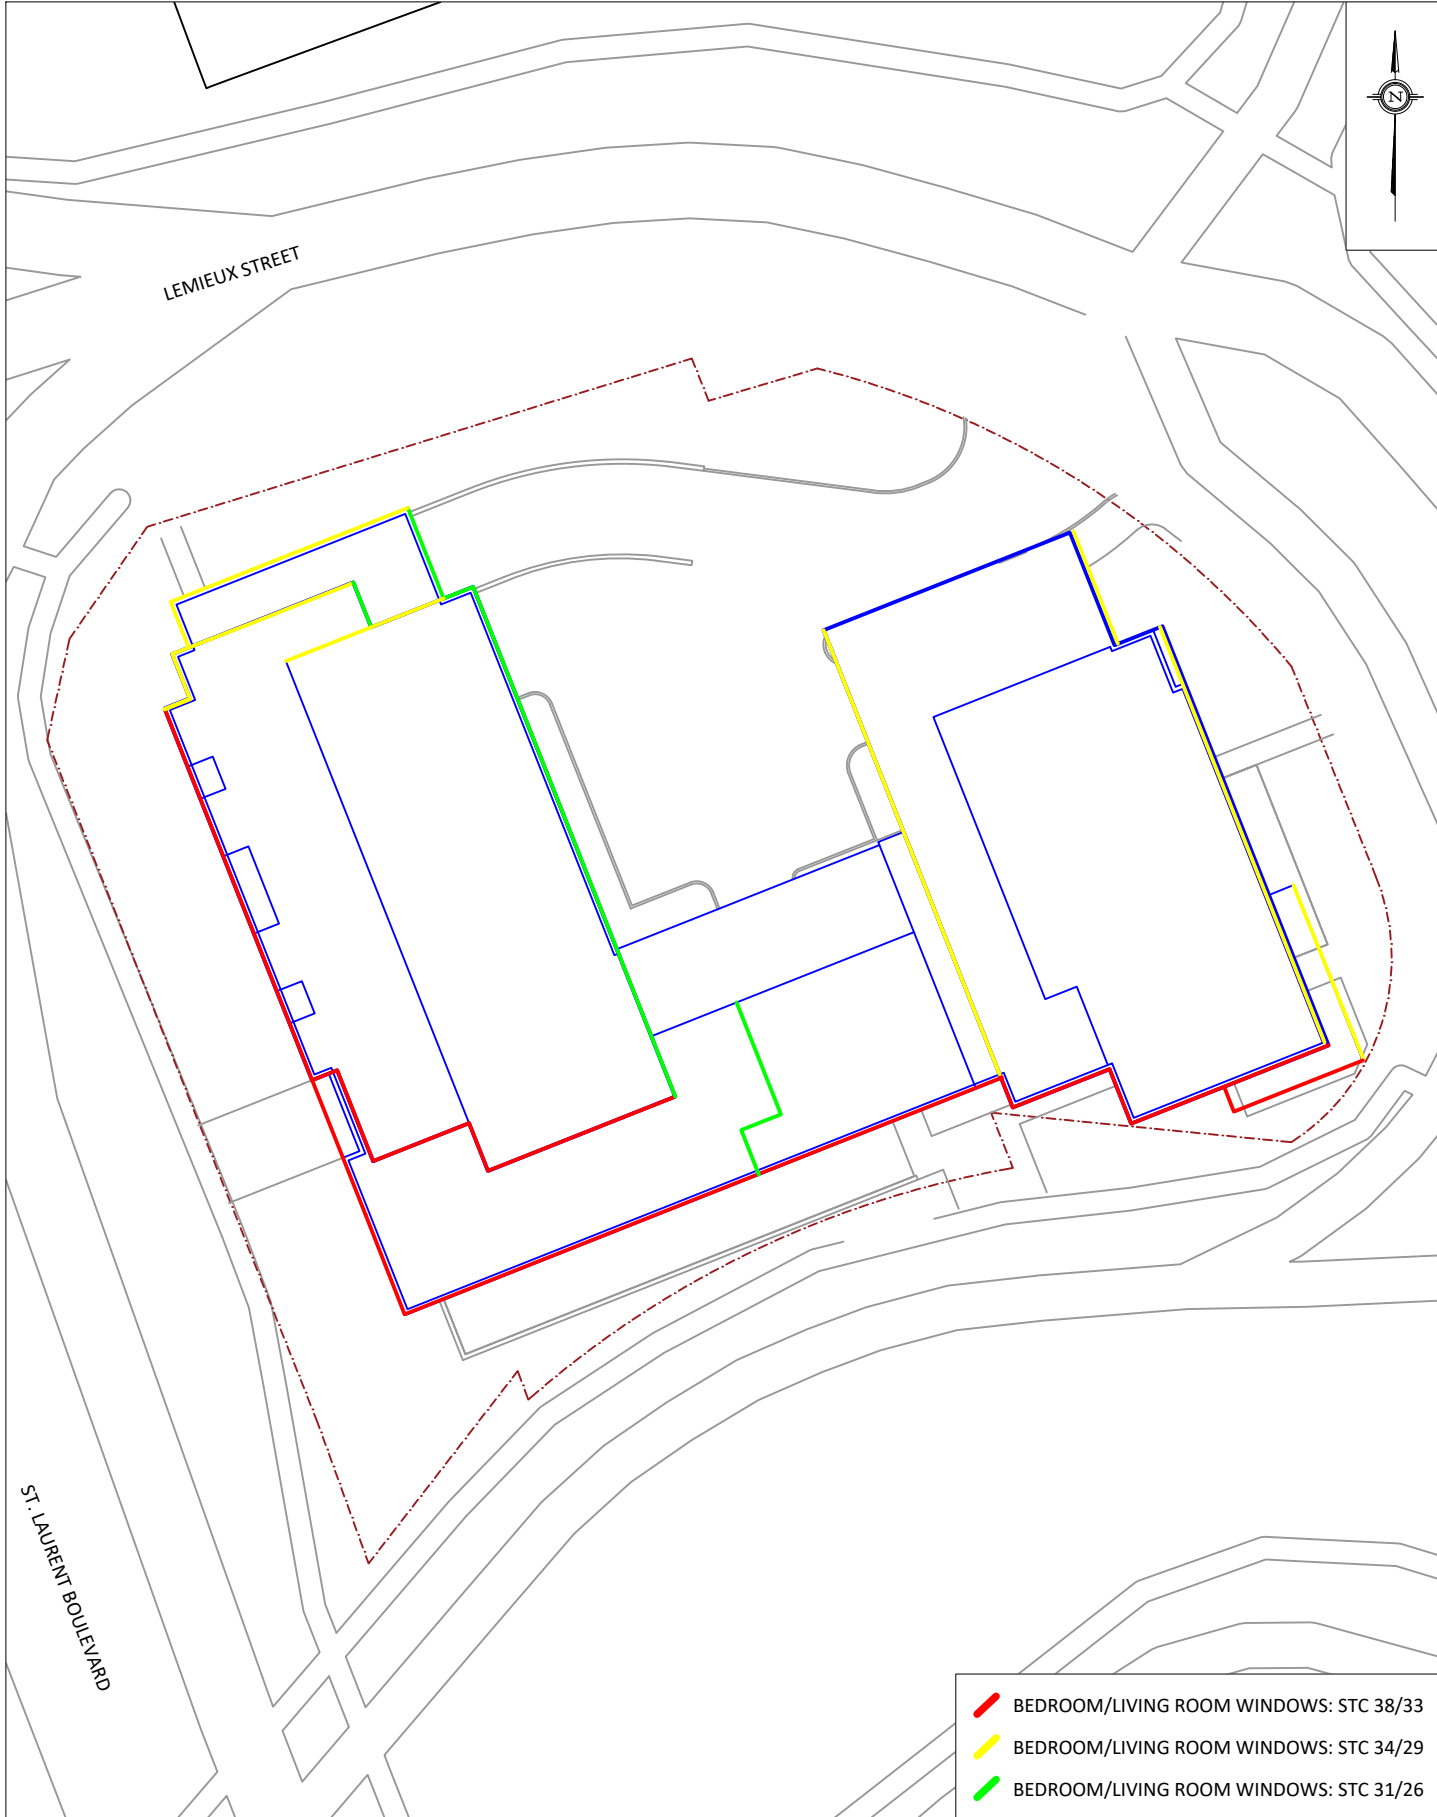 N
LEMIEUX STREET
ST. LAURENT BOULEVARD
BEDROOM/LIVING ROOM WINDOWS: STC 38/33
BEDROOM/LIVING ROOM WINDOWS: STC 34/29
BEDROOM/LIVING ROOM WINDOWS: STC 31/26